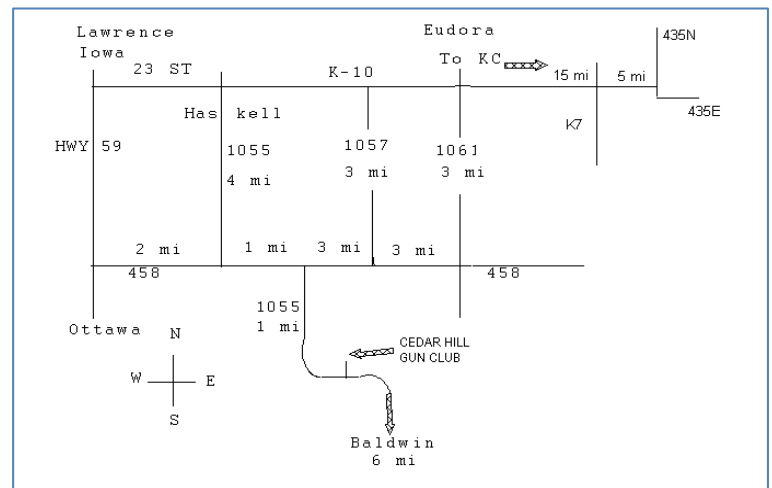 Lawrence
Eudora
435N
Iowa
23 ST
K-10
To KC
15 mi
5 mi
435E
Has kell
K7
HWY 59
1055
1057
1061
4 mi
3 mi
3 mi
2 mi
1 mi
3 mi
3 mi
458
458
1055
1 mi
Ottawa
N
CEDAR HILL
GUN CLUB
W
E
S
Baldwin
6 mi